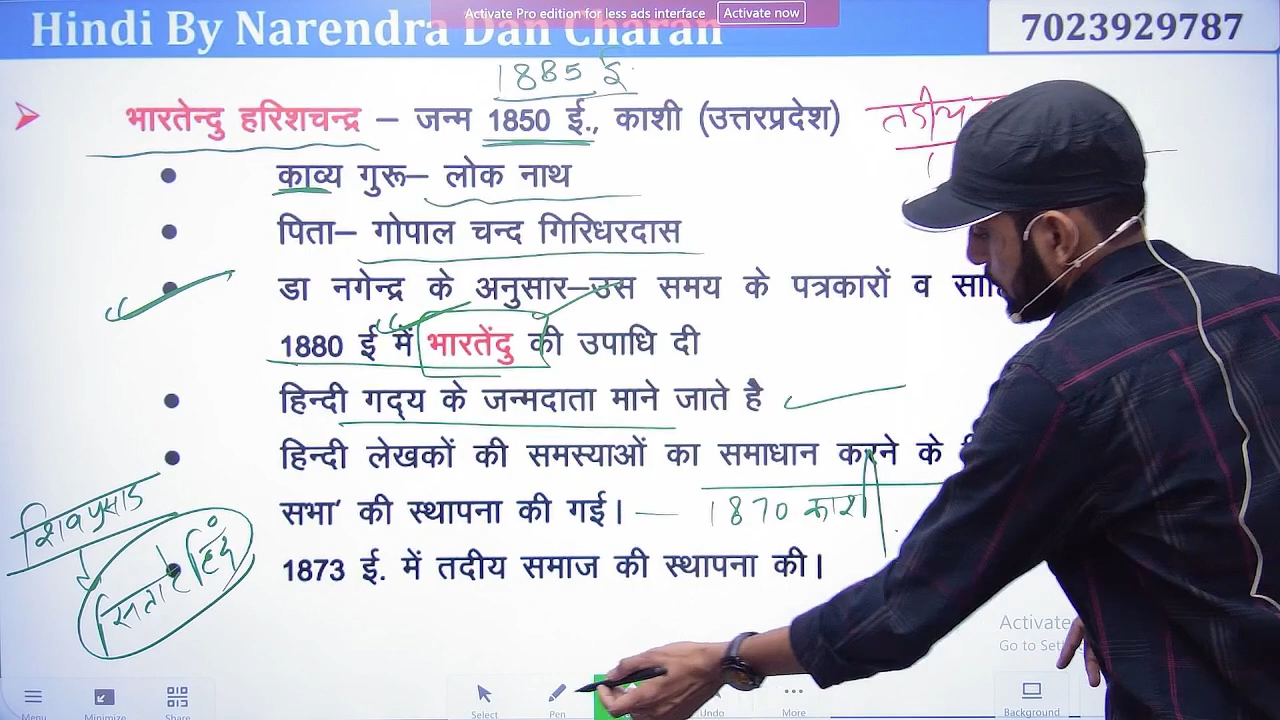 Activate Pro edition for less ads interface Activate now
Hindi By Narendra Dan Charan
7023929787
1885 ई.
भारतेन्दु हरिशचन्द्र – जन्म 1850 ई., काशी (उत्तरप्रदेश)
तदीय
काव्य गुरू– लोक नाथ
पिता– गोपाल चन्द गिरिधरदास
डा नगेन्द्र के अनुसार–उस समय के पत्रकारों व
1880 ई में भारतेंदु की उपाधि दी
हिन्दी गद्य के जन्मदाता माने जाते है
हिन्दी लेखकों की समस्याओं का समाधान करने के
सभा' की स्थापना की गई। – 1870 काशी
शिवप्रसाद
सितारे हिंद
1873 ई. में तदीय समाज की स्थापना की।
Activate
Go to
Menu Minimize Share Select Pen Undo More Background